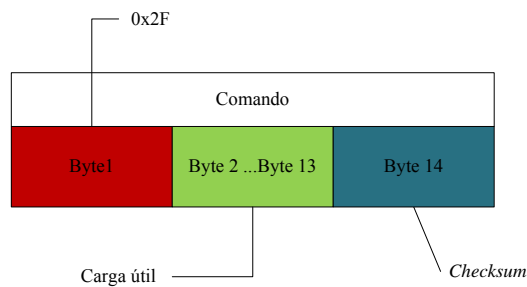 0x2F
Comando
Byte1
Byte 2 ...Byte 13
Byte 14
Carga útil
Checksum